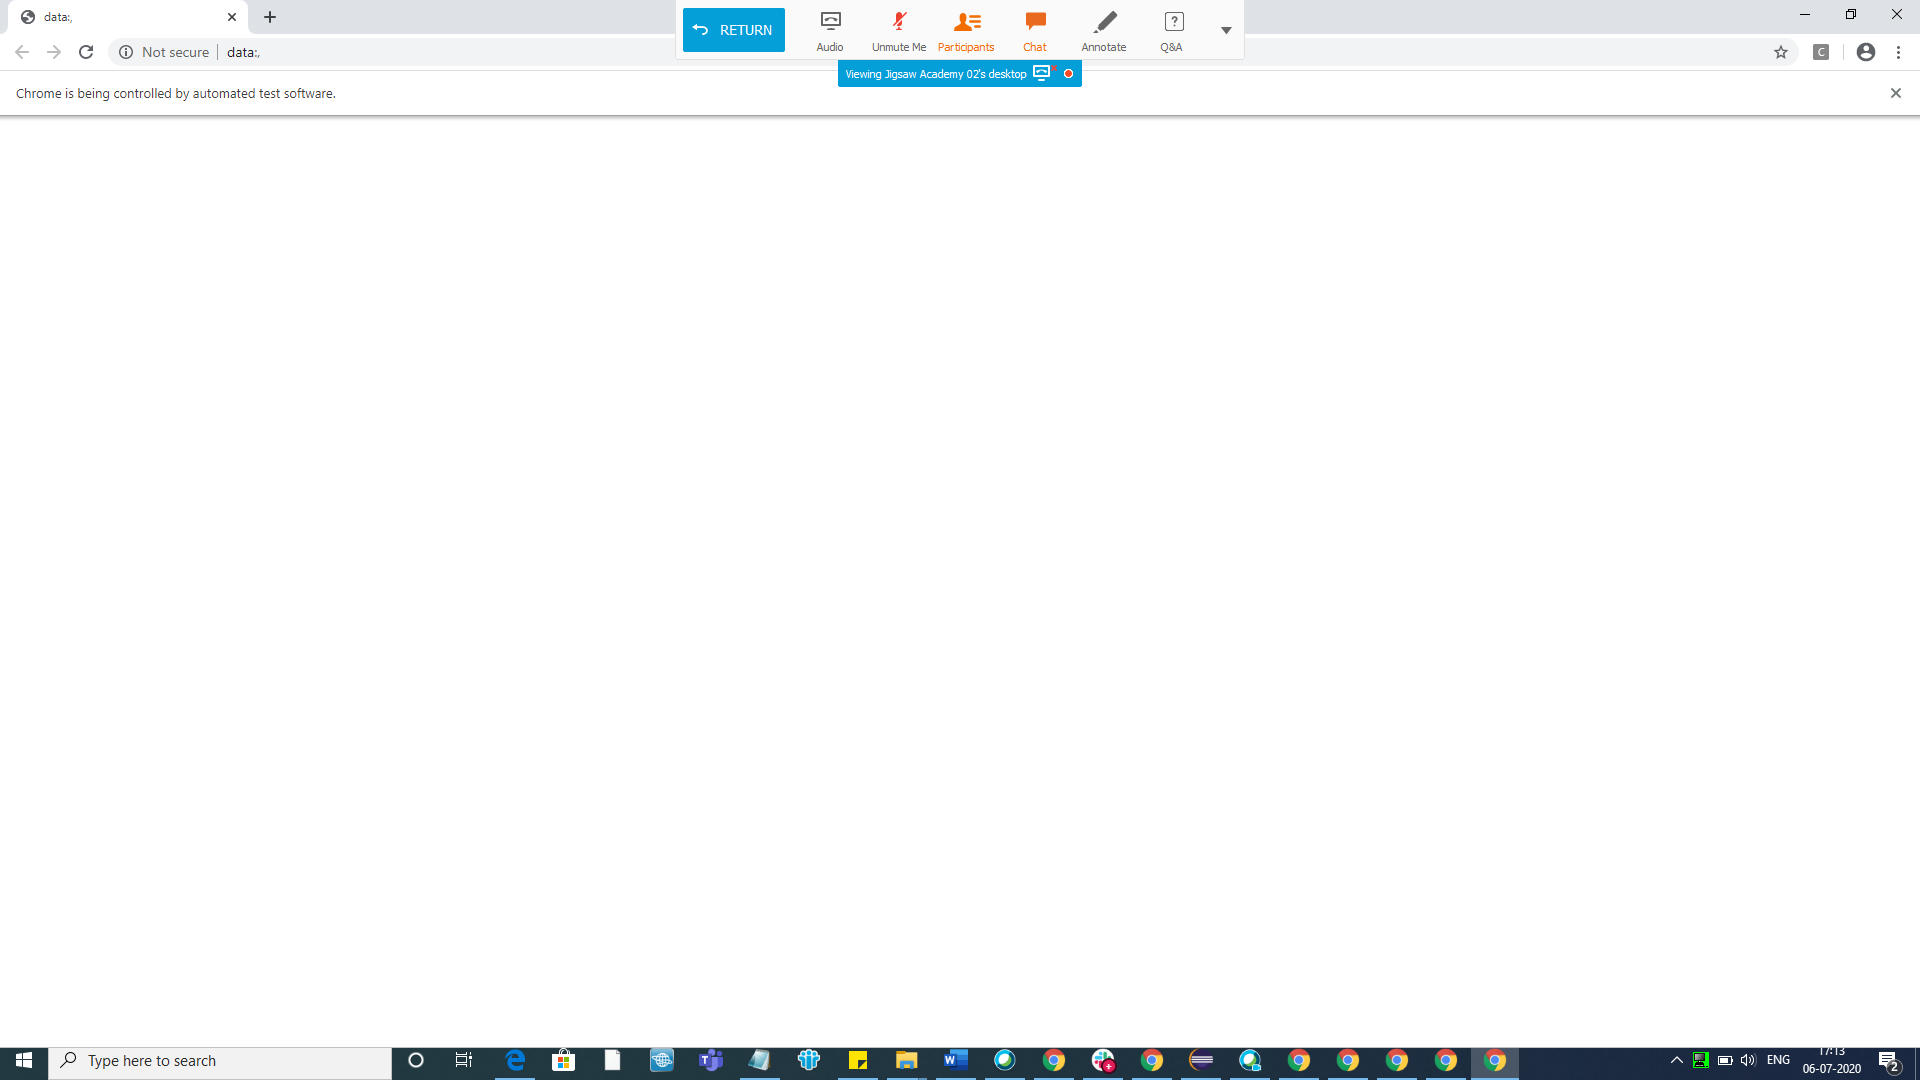 data:,
RETURN
Audio
Unmute Me
Participants
Chat
Annotate
Q&A
Not secure
data:,
C
Viewing Jigsaw Academy 02's desktop
Chrome is being controlled by automated test software.
Type here to search
ENG
17:13
06-07-2020
2